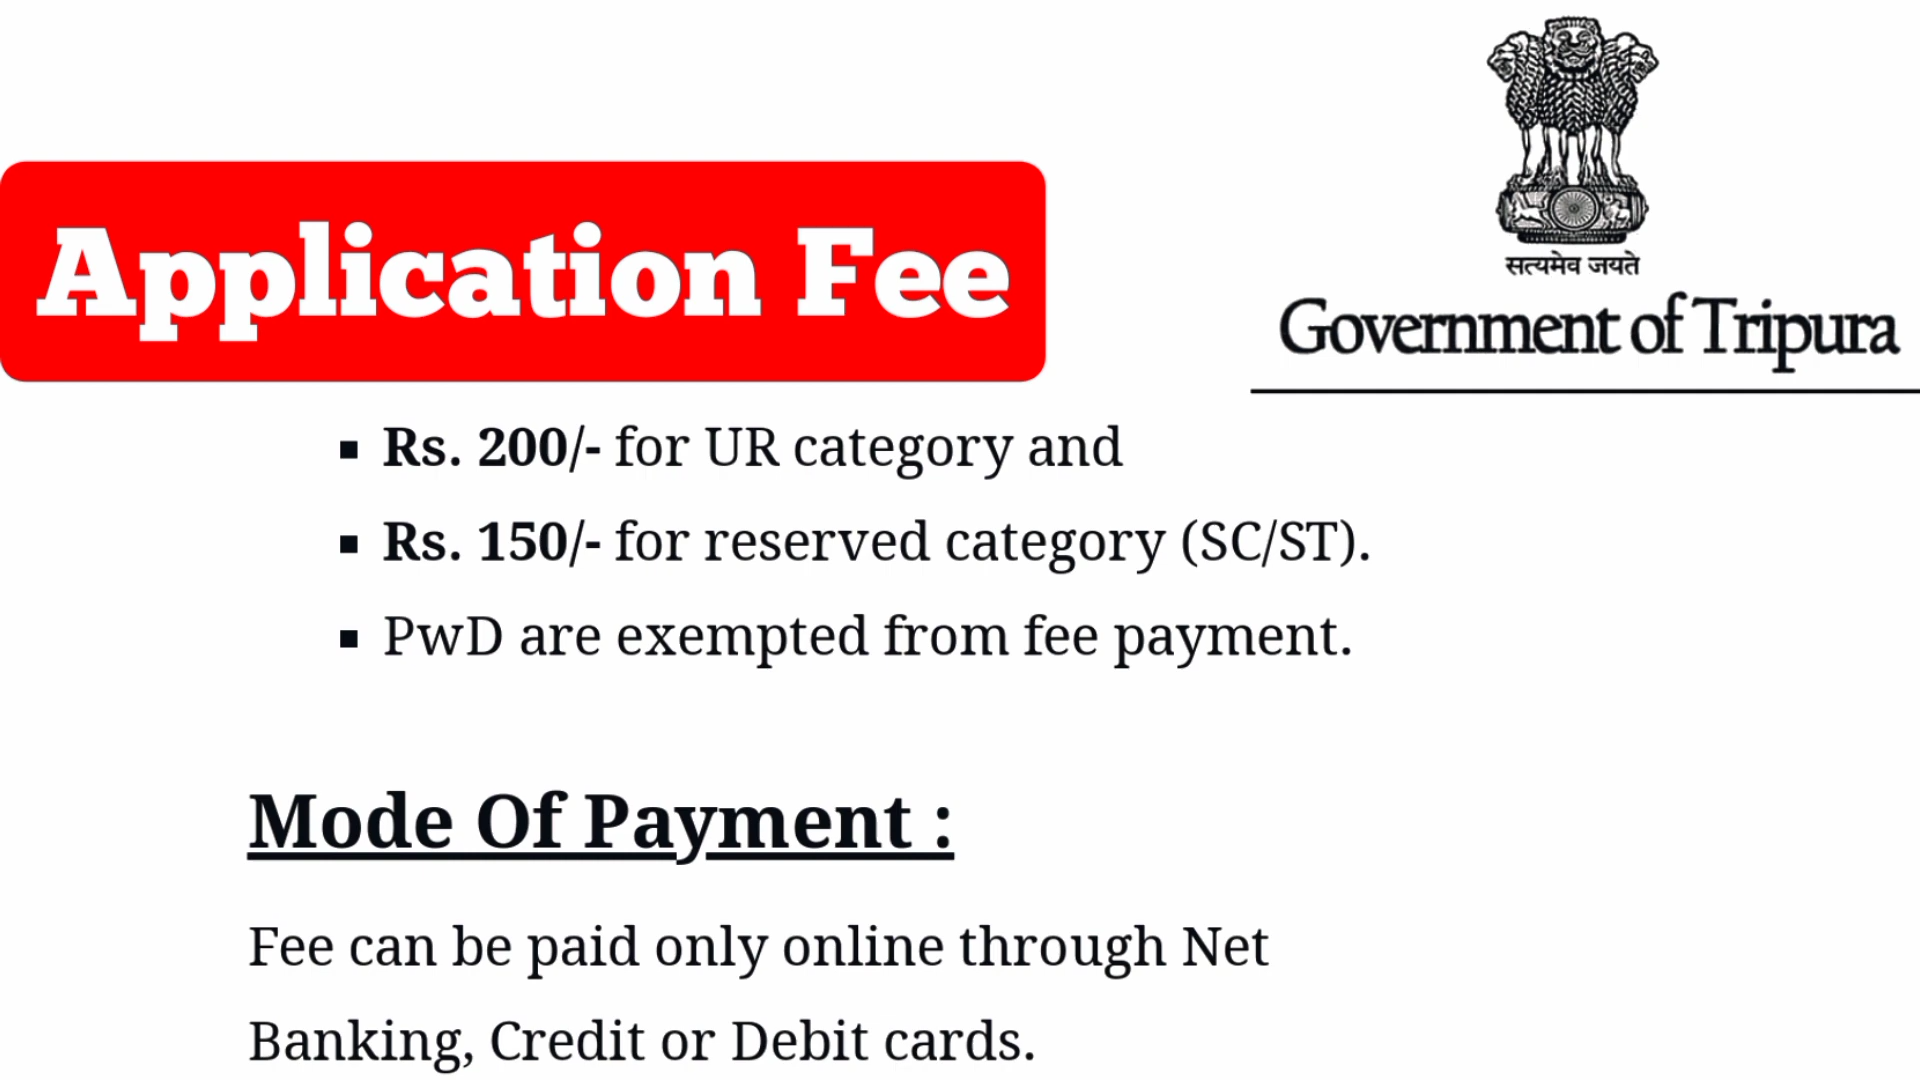 Application Fee
सत्यमेव जयते
Government of Tripura
Rs. 200/- for UR category and
Rs. 150/- for reserved category (SC/ST).
PwD are exempted from fee payment.
Mode Of Payment :
Fee can be paid only online through Net
Banking, Credit or Debit cards.